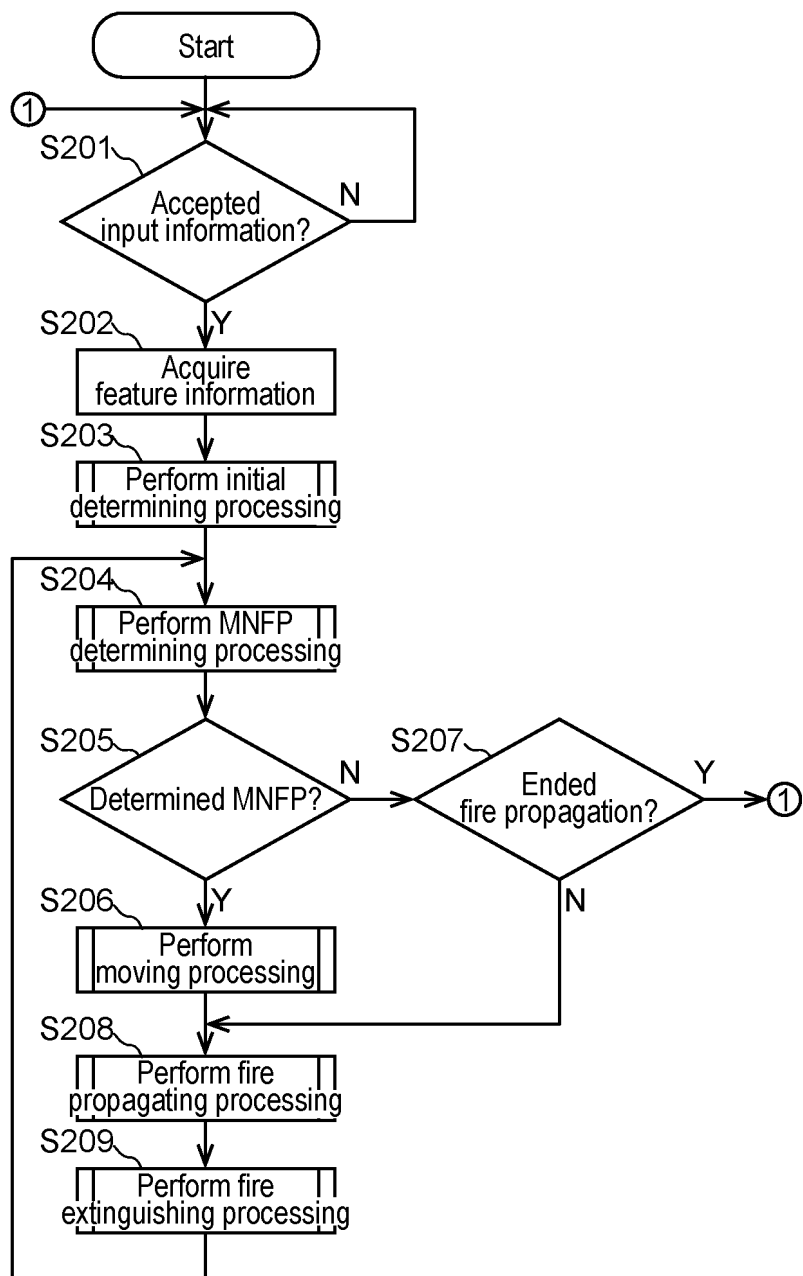 Start
①
S201
Accepted
input information?
N
Y
S202
Acquire
feature information
S203
Perform initial
determining processing
S204
Perform MNFP
determining processing
S205
Determined MNFP?
N
Y
S207
Ended
fire propagation?
Y
①
N
S206
Perform
moving processing
S208
Perform fire
propagating processing
S209
Perform fire
extinguishing processing